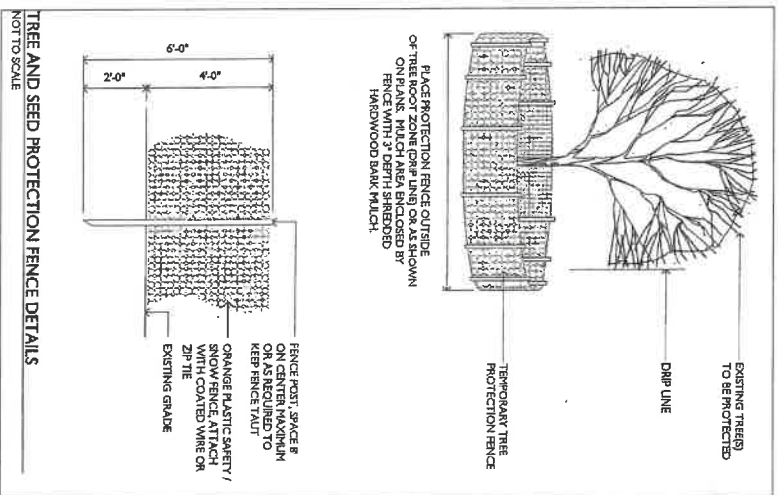 EXISTING TREE(S)
TO BE PROTECTED
DRIP LINE
TEMPORARY TREE
PROTECTION FENCE
PLACE PROTECTION FENCE OUTSIDE
OF TREE ROOT ZONE (DRIP LINE) OR AS SHOWN
ON PLANS. MULCH AREA ENCLOSED BY
FENCE WITH 3" DEPTH SHREDDED
HARDWOOD BARK MULCH.
6'-0"
2'-0"
4'-0"
FENCE POST, SPACE 8'
ON CENTER MAXIMUM
OR AS REQUIRED TO
KEEP FENCE TAUT
ORANGE PLASTIC SAFETY /
SNOW FENCE, ATTACH
WITH COATED WIRE OR
ZIP TIE
EXISTING GRADE
TREE AND SEED PROTECTION FENCE DETAILS
NOT TO SCALE